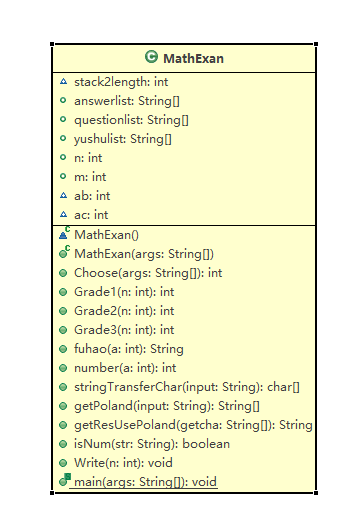 MathExan
stack2length: int
answerlist: String[]
questionlist: String[]
yushulist: String[]
n: int
m: int
ab: int
ac: int
MathExan()
MathExan(args: String[])
Choose(args: String[]): int
Grade1(n: int): int
Grade2(n: int): int
Grade3(n: int): int
fuhao(a: int): String
number(a: int): int
stringTransferChar(input: String): char[]
getPoland(input: String): String[]
getResUsePoland(getcha: String[]): String
isNum(str: String): boolean
Write(n: int): void
main(args: String[]): void